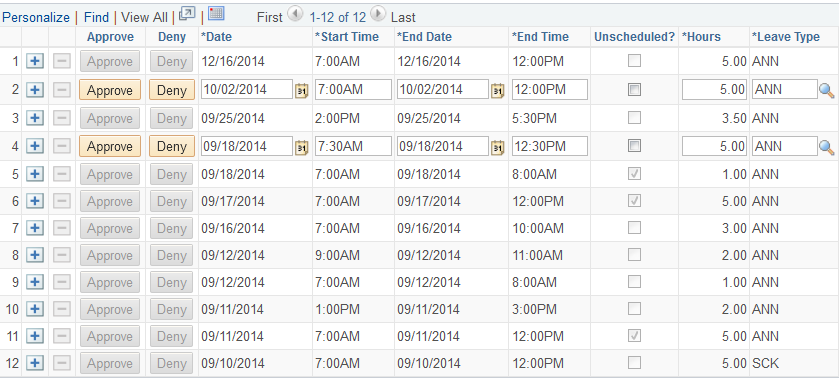 Personalize | Find | View All | | First 1-12 of 12 Last
Approve Deny *Date *Start Time *End Date *End Time Unscheduled? *Hours *Leave Type
1 Approve Deny 12/16/2014 7:00AM 12/16/2014 12:00PM 5.00 ANN
2 Approve Deny 10/02/2014 31 7:00AM 10/02/2014 31 12:00PM 5.00 ANN
3 Approve Deny 09/25/2014 2:00PM 09/25/2014 5:30PM 3.50 ANN
4 Approve Deny 09/18/2014 31 7:30AM 09/18/2014 31 12:30PM 5.00 ANN
5 Approve Deny 09/18/2014 7:00AM 09/18/2014 8:00AM 1.00 ANN
6 Approve Deny 09/17/2014 7:00AM 09/17/2014 12:00PM 5.00 ANN
7 Approve Deny 09/16/2014 7:00AM 09/16/2014 10:00AM 3.00 ANN
8 Approve Deny 09/12/2014 9:00AM 09/12/2014 11:00AM 2.00 ANN
9 Approve Deny 09/12/2014 7:00AM 09/12/2014 8:00AM 1.00 ANN
10 Approve Deny 09/11/2014 1:00PM 09/11/2014 3:00PM 2.00 ANN
11 Approve Deny 09/11/2014 7:00AM 09/11/2014 12:00PM 5.00 ANN
12 Approve Deny 09/10/2014 7:00AM 09/10/2014 12:00PM 5.00 SCK